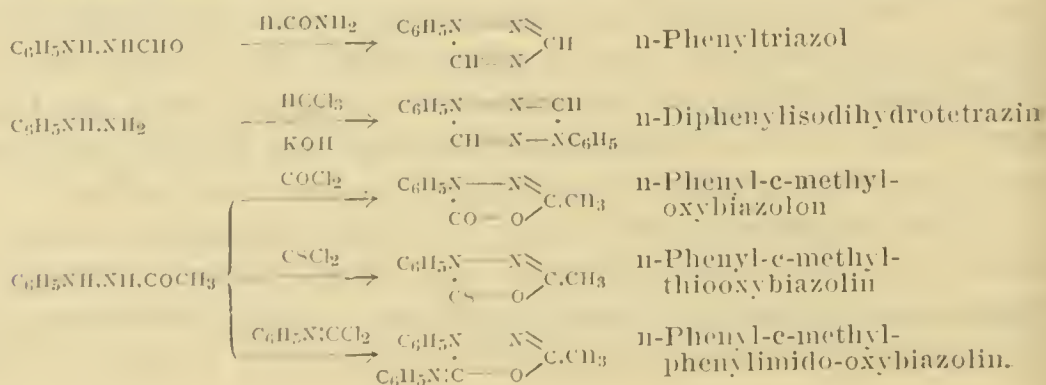 H.CONH₂ C₆H₅N N
C₆H₅NH.NHCHO CH n-Phenyltriazol
CH N
HCCl₃ C₆H₅N N—CH
C₆H₅NH.NH₂ n-Diphenylisodihydrotetrazin
KOH CH N—NC₆H₅
COCl₂ C₆H₅N—N n-Phenyl-c-methyl-
C.CH₃ oxybiazolon
CO—O
CSCl₂ C₆H₅N—N n-Phenyl-c-methyl-
C₆H₅NH.NH.COCH₃ C.CH₃ thiooxybiazolin
CS—O
C₆H₅N:CCl₂ C₆H₅N N n-Phenyl-c-methyl-
C.CH₃ phenylimido-oxybiazolin.
C₆H₅N:C—O